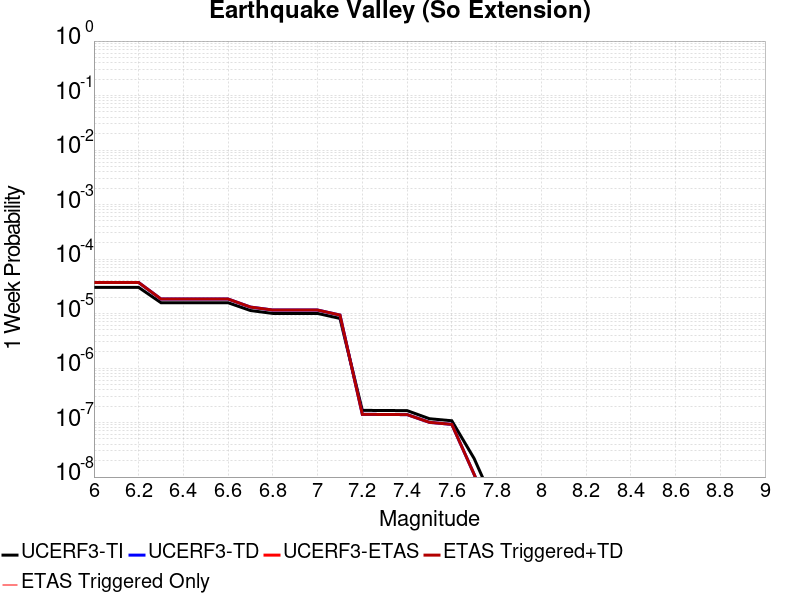 Earthquake Valley (So Extension)
10^0
10^-1
10^-2
10^-3
10^-4
10^-5
10^-6
10^-7
10^-8
1 Week Probability
6 6.2 6.4 6.6 6.8 7 7.2 7.4 7.6 7.8 8 8.2 8.4 8.6 8.8 9
Magnitude
UCERF3-TI UCERF3-TD UCERF3-ETAS ETAS Triggered+TD
ETAS Triggered Only